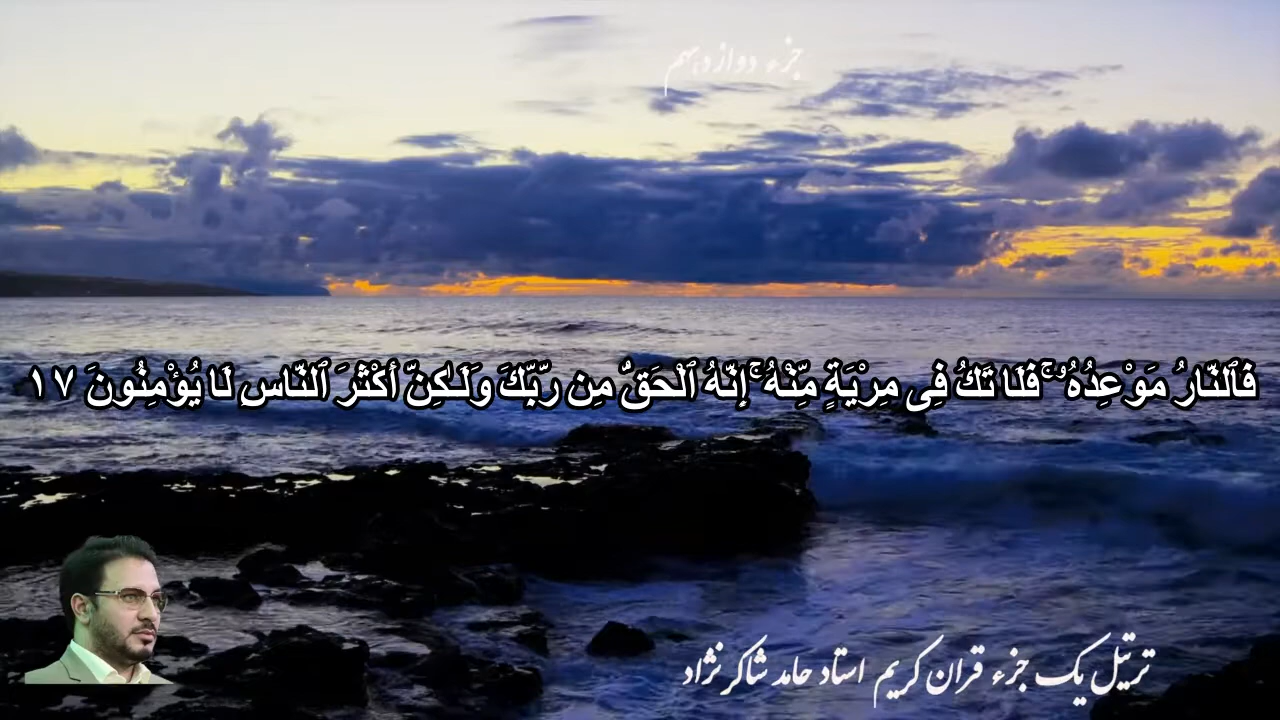 جزء دوازدهم
فَٱلنَّارُ مَوْعِدُهُۥ ۚ فَلَا تَكُ فِى مِرْيَةٍ مِّنْهُ ۚ إِنَّهُ ٱلْحَقُّ مِن رَّبِّكَ وَلَـٰكِنَّ أَكْثَرَ ٱلنَّاسِ لَا يُؤْمِنُونَ ١٧
ترتیل یک جزء قران کریم استاد حامد شاکرنژاد